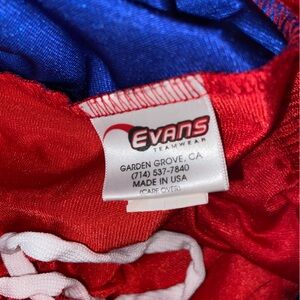 Evans
TEAMWEAR
GARDEN GROVE, CA
(714) 537-7840
MADE IN USA
(CARE OVER)